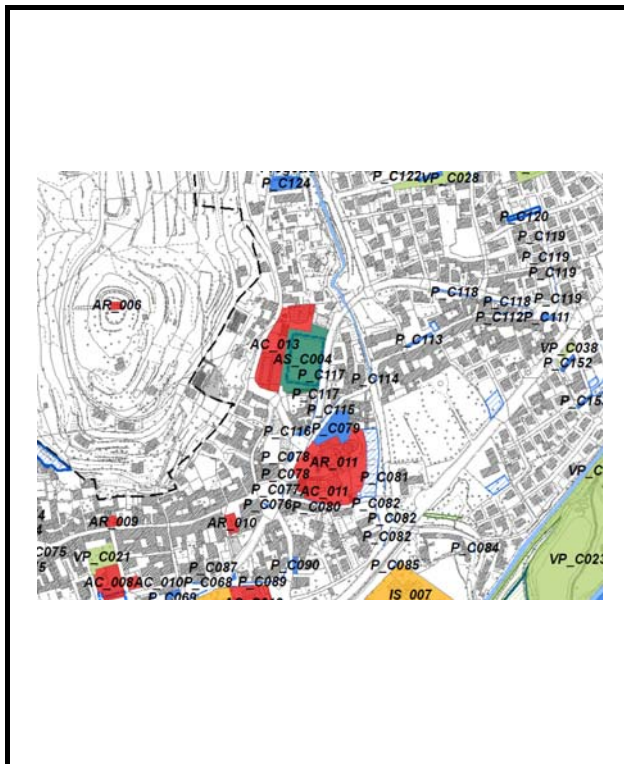 P_C124
P_C122
VP_C028
P_C120
P_C119
P_C119
P_C119
P_C118
P_C118
P_C119
AR_006
P_C112
P_C111
P_C113
AC_013
AS_C004
VP_C038
P_C152
P_C117
P_C114
P_C117
P_C115
P_C116
P_C079
P_C078
AR_011
P_C078
P_C081
P_C077
AC_011
P_C076
P_C080
P_C082
AR_009
AR_010
P_C082
P_C082
C075
VP_C021
P_C084
VP_C023
P_C087
P_C090
P_C085
AC_008
AC_010
P_C068
P_C089
P_C069
IS_007